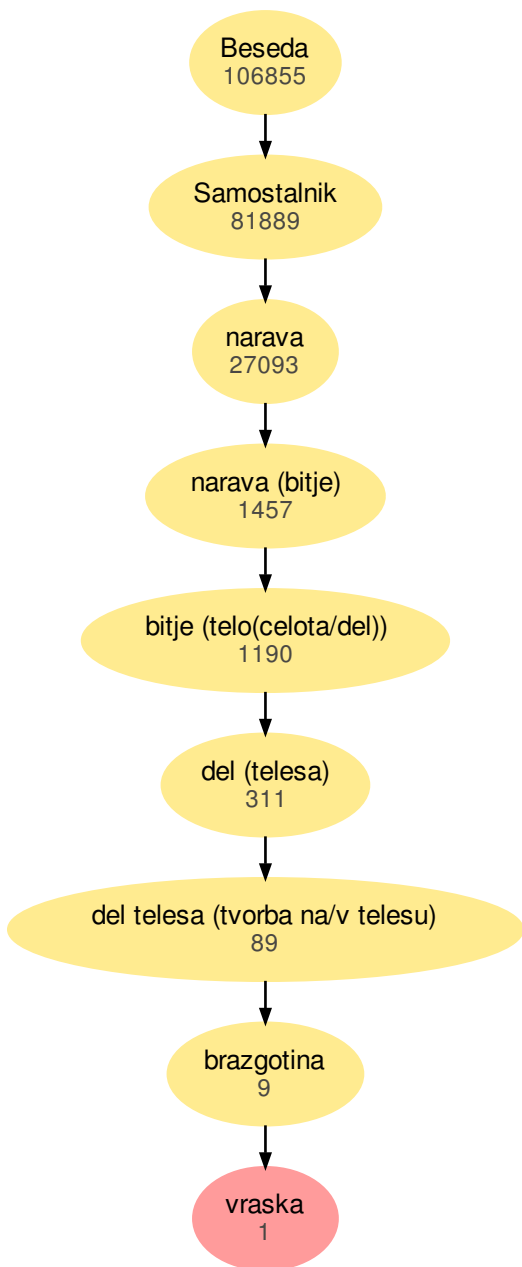 Beseda
106855
Samostalnik
81889
narava
27093
narava (bitje)
1457
bitje (telo(celota/del))
1190
del (telesa)
311
del telesa (tvorba na/v telesu)
89
brazgotina
9
vraska
1